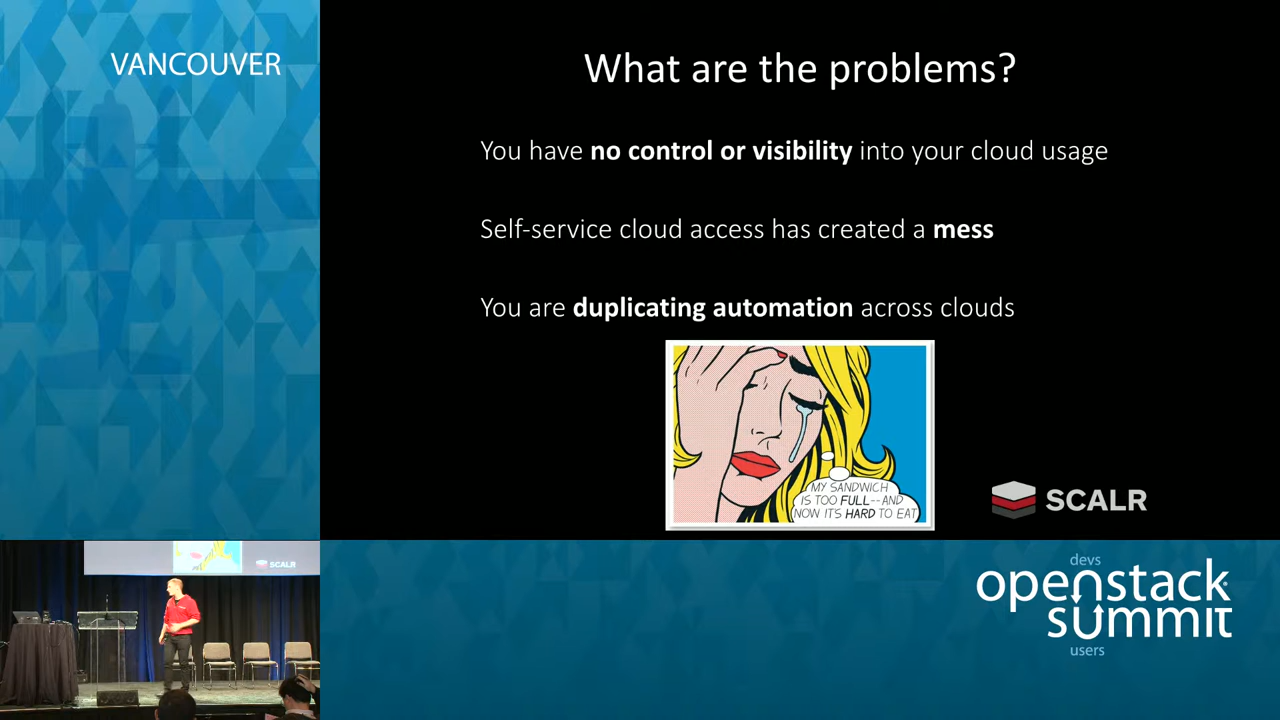 VANCOUVER
What are the problems?
You have no control or visibility into your cloud usage
Self-service cloud access has created a mess
You are duplicating automation across clouds
MY SANDWICH
IS TOO FULL--AND
NOW IT'S HARD TO EAT
SCALR
SCALR
devs
openstack
summit
users